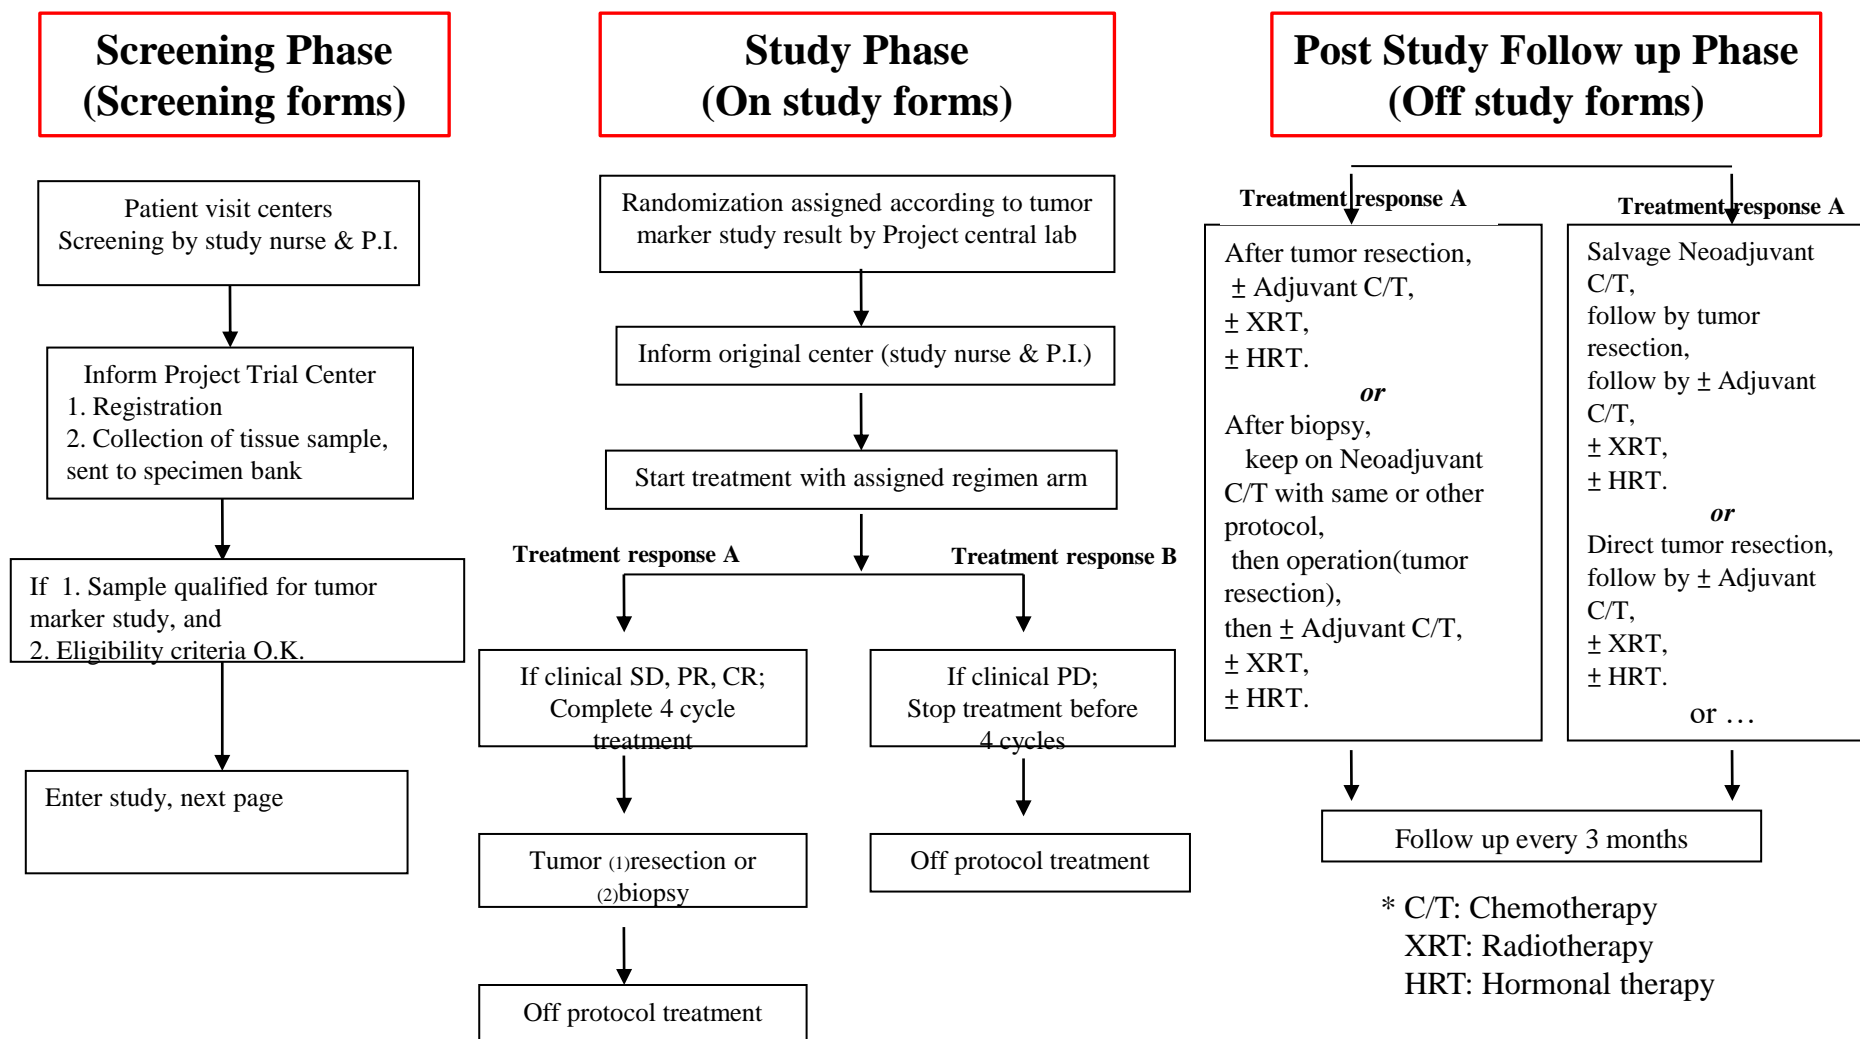 Screening Phase
(Screening forms)
Patient visit centers
Screening by study nurse & P.I.
Inform Project Trial Center
1. Registration
2. Collection of tissue sample,
sent to specimen bank
If  1. Sample qualified for tumor
marker study, and
2. Eligibility criteria O.K.
Enter study, next page
Study Phase
(On study forms)
Randomization assigned according to tumor
marker study result by Project central lab
Inform original center (study nurse & P.I.)
Start treatment with assigned regimen arm
Treatment response A
Treatment response B
If clinical SD, PR, CR;
Complete 4 cycle
treatment
If clinical PD;
Stop treatment before
4 cycles
Tumor (1)resection or
(2)biopsy
Off protocol treatment
Off protocol treatment
Post Study Follow up Phase
(Off study forms)
Treatment response A
After tumor resection,
± Adjuvant C/T,
± XRT,
± HRT.
or
After biopsy,
keep on Neoadjuvant
C/T with same or other
protocol,
then operation(tumor
resection),
then ± Adjuvant C/T,
± XRT,
± HRT.
Treatment response A
Salvage Neoadjuvant
C/T,
follow by tumor
resection,
follow by ± Adjuvant
C/T,
± XRT,
± HRT.
or
Direct tumor resection,
follow by ± Adjuvant
C/T,
± XRT,
± HRT.
or …
Follow up every 3 months
* C/T: Chemotherapy
XRT: Radiotherapy
HRT: Hormonal therapy